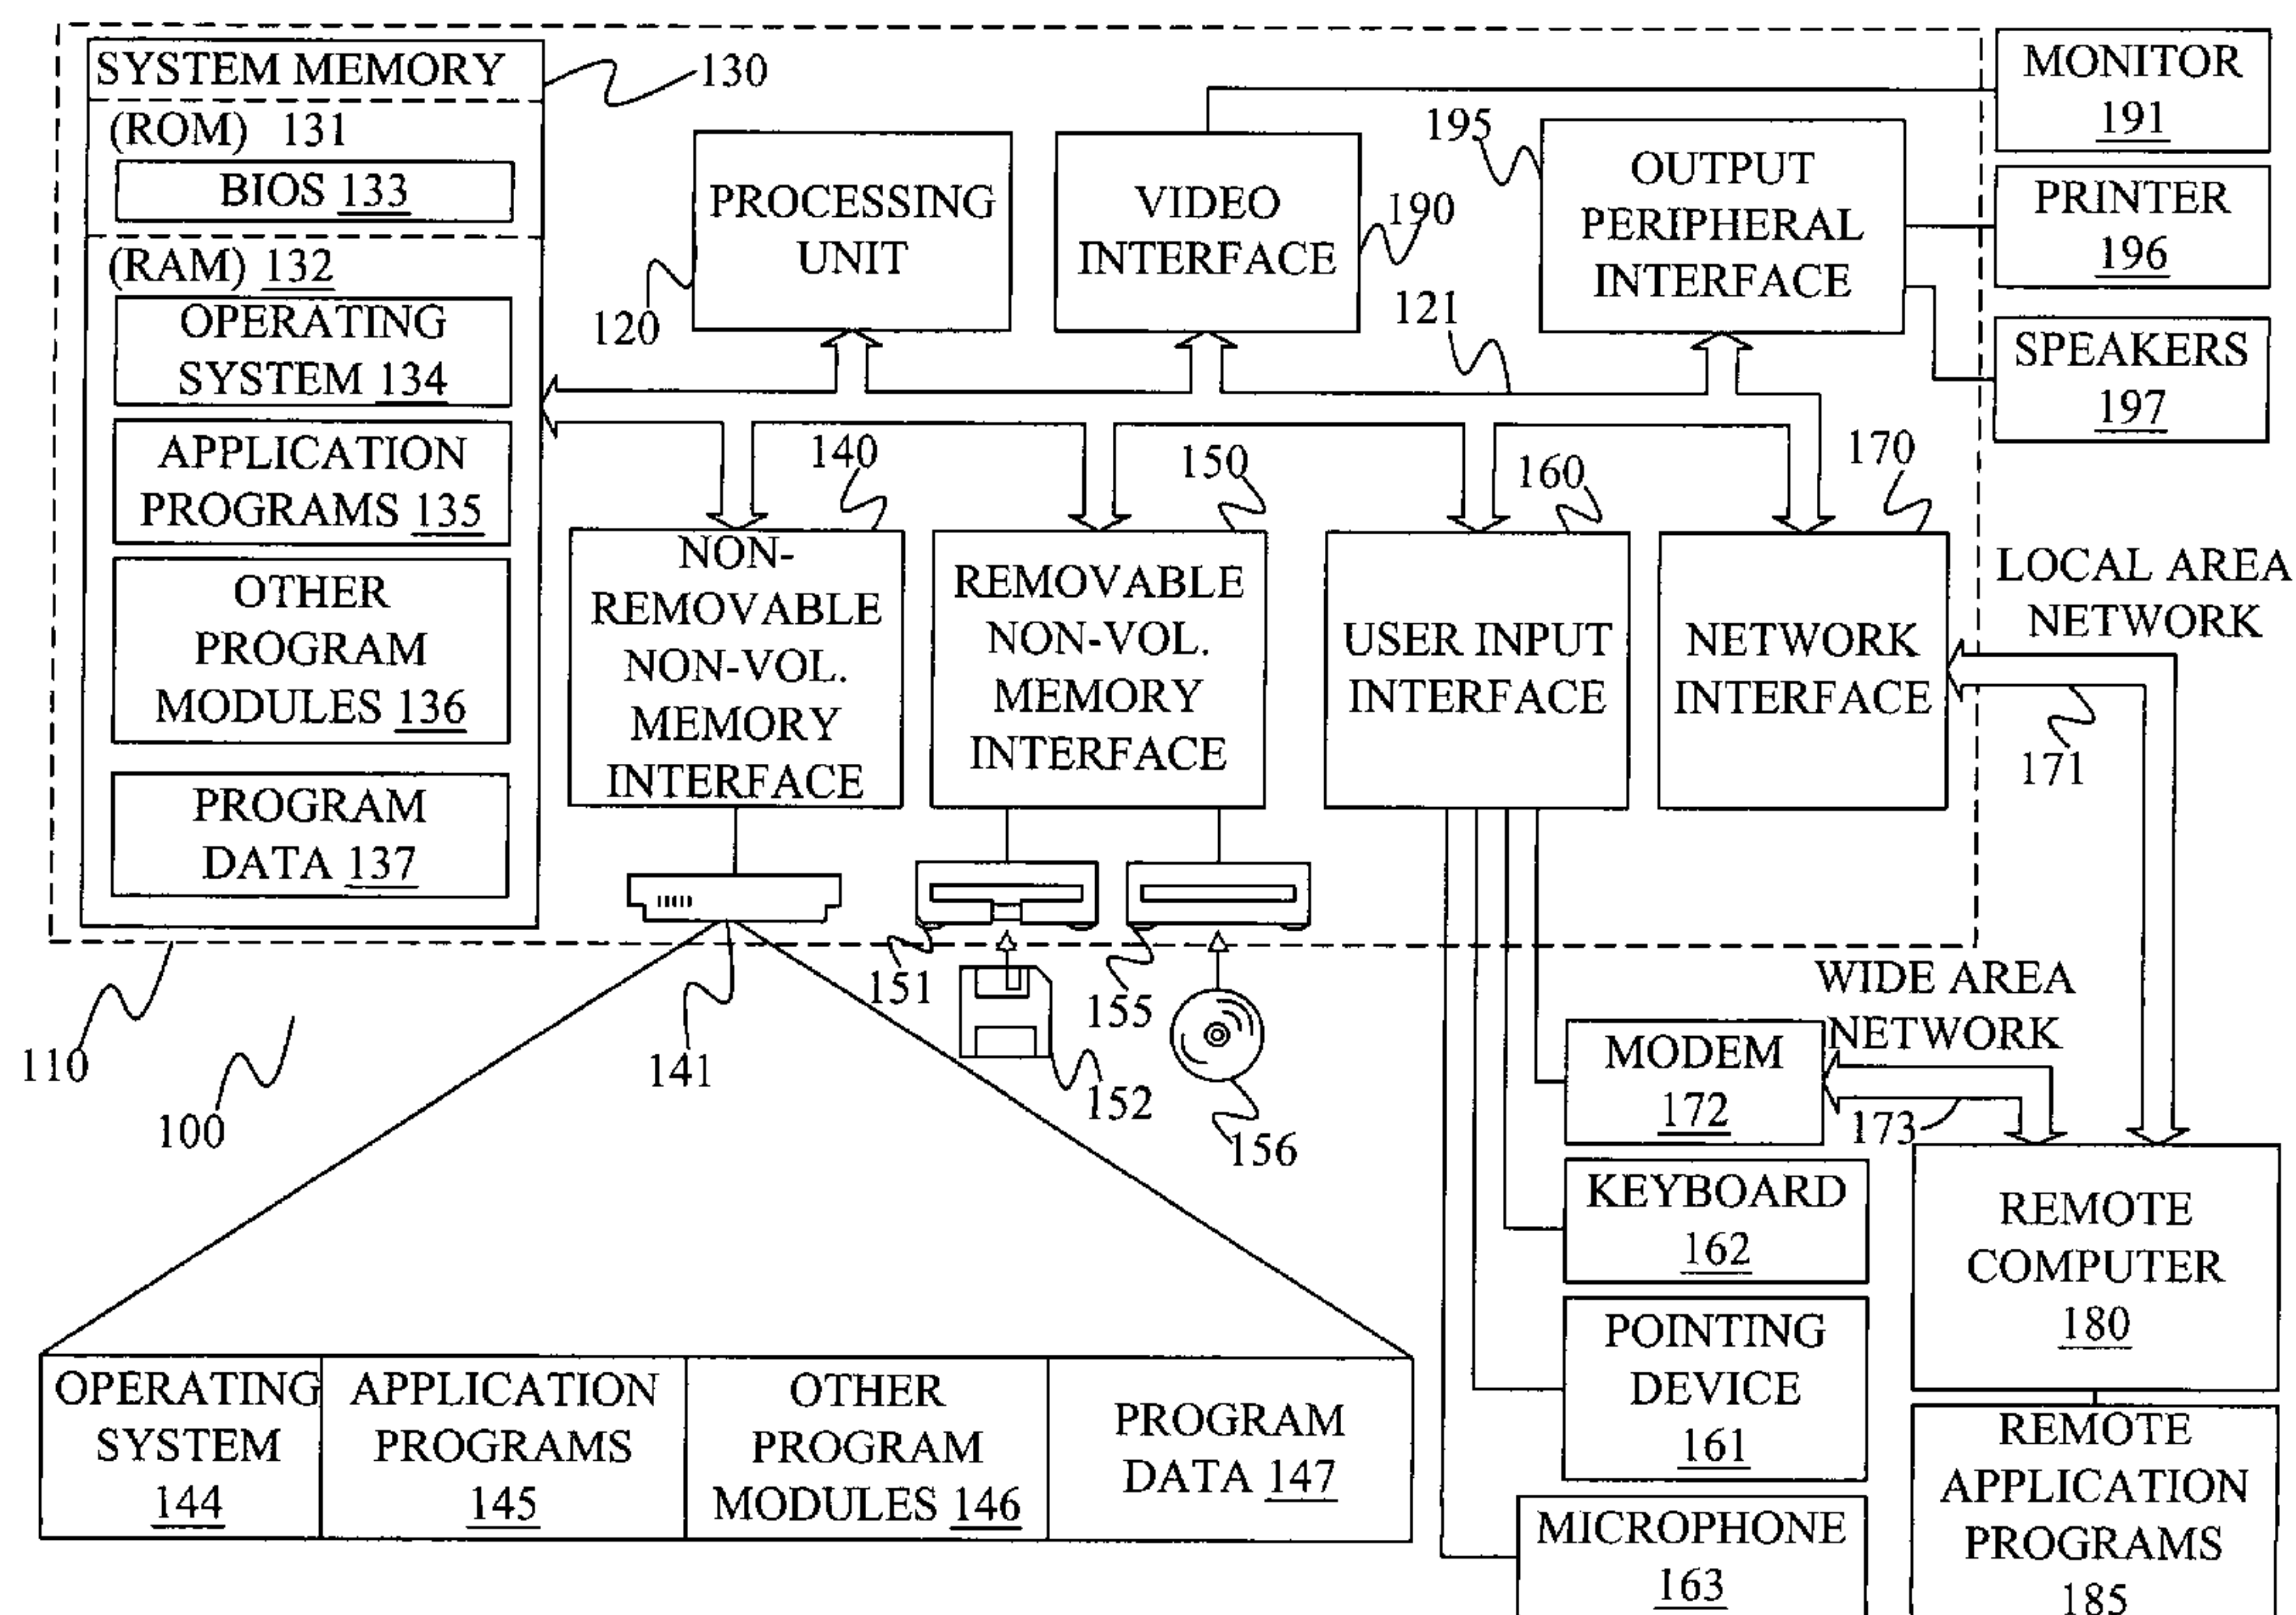 SYSTEM MEMORY
130
(ROM) 131
BIOS 133
(RAM) 132
OPERATING
SYSTEM 134
APPLICATION
PROGRAMS 135
OTHER
PROGRAM
MODULES 136
PROGRAM
DATA 137
PROCESSING
UNIT
120
VIDEO
INTERFACE
190
195
OUTPUT
PERIPHERAL
INTERFACE
121
MONITOR
191
PRINTER
196
SPEAKERS
197
140
150
160
170
NON-
REMOVABLE
NON-VOL.
MEMORY
INTERFACE
REMOVABLE
NON-VOL.
MEMORY
INTERFACE
USER INPUT
INTERFACE
NETWORK
INTERFACE
LOCAL AREA
NETWORK
171
110
100
141
151
152
155
156
WIDE AREA
NETWORK
MODEM
172
173
KEYBOARD
162
POINTING
DEVICE
161
MICROPHONE
163
REMOTE
COMPUTER
180
REMOTE
APPLICATION
PROGRAMS
185
OPERATING
SYSTEM
144
APPLICATION
PROGRAMS
145
OTHER
PROGRAM
MODULES 146
PROGRAM
DATA 147